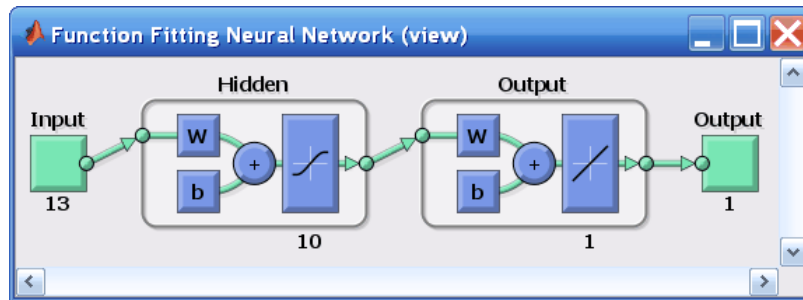 Function Fitting Neural Network (view)
Hidden
Output
Input
Output
W
W
+
+
b
b
13
1
10
1